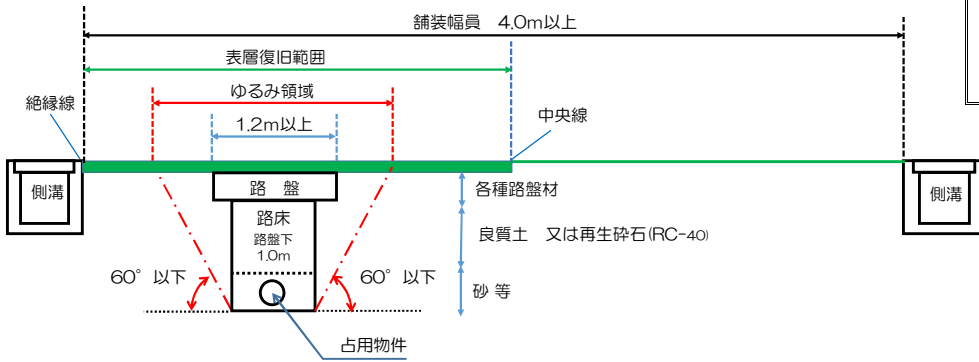 舗装幅員 4.0m以上
表層復旧範囲
ゆるみ領域
絶縁線
1.2m以上
中央線
側溝
路 盤
各種路盤材
側溝
路床
路盤下
1.0m
良質土 又は再生砕石(RC-40)
60° 以下
60° 以下
砂 等
占用物件